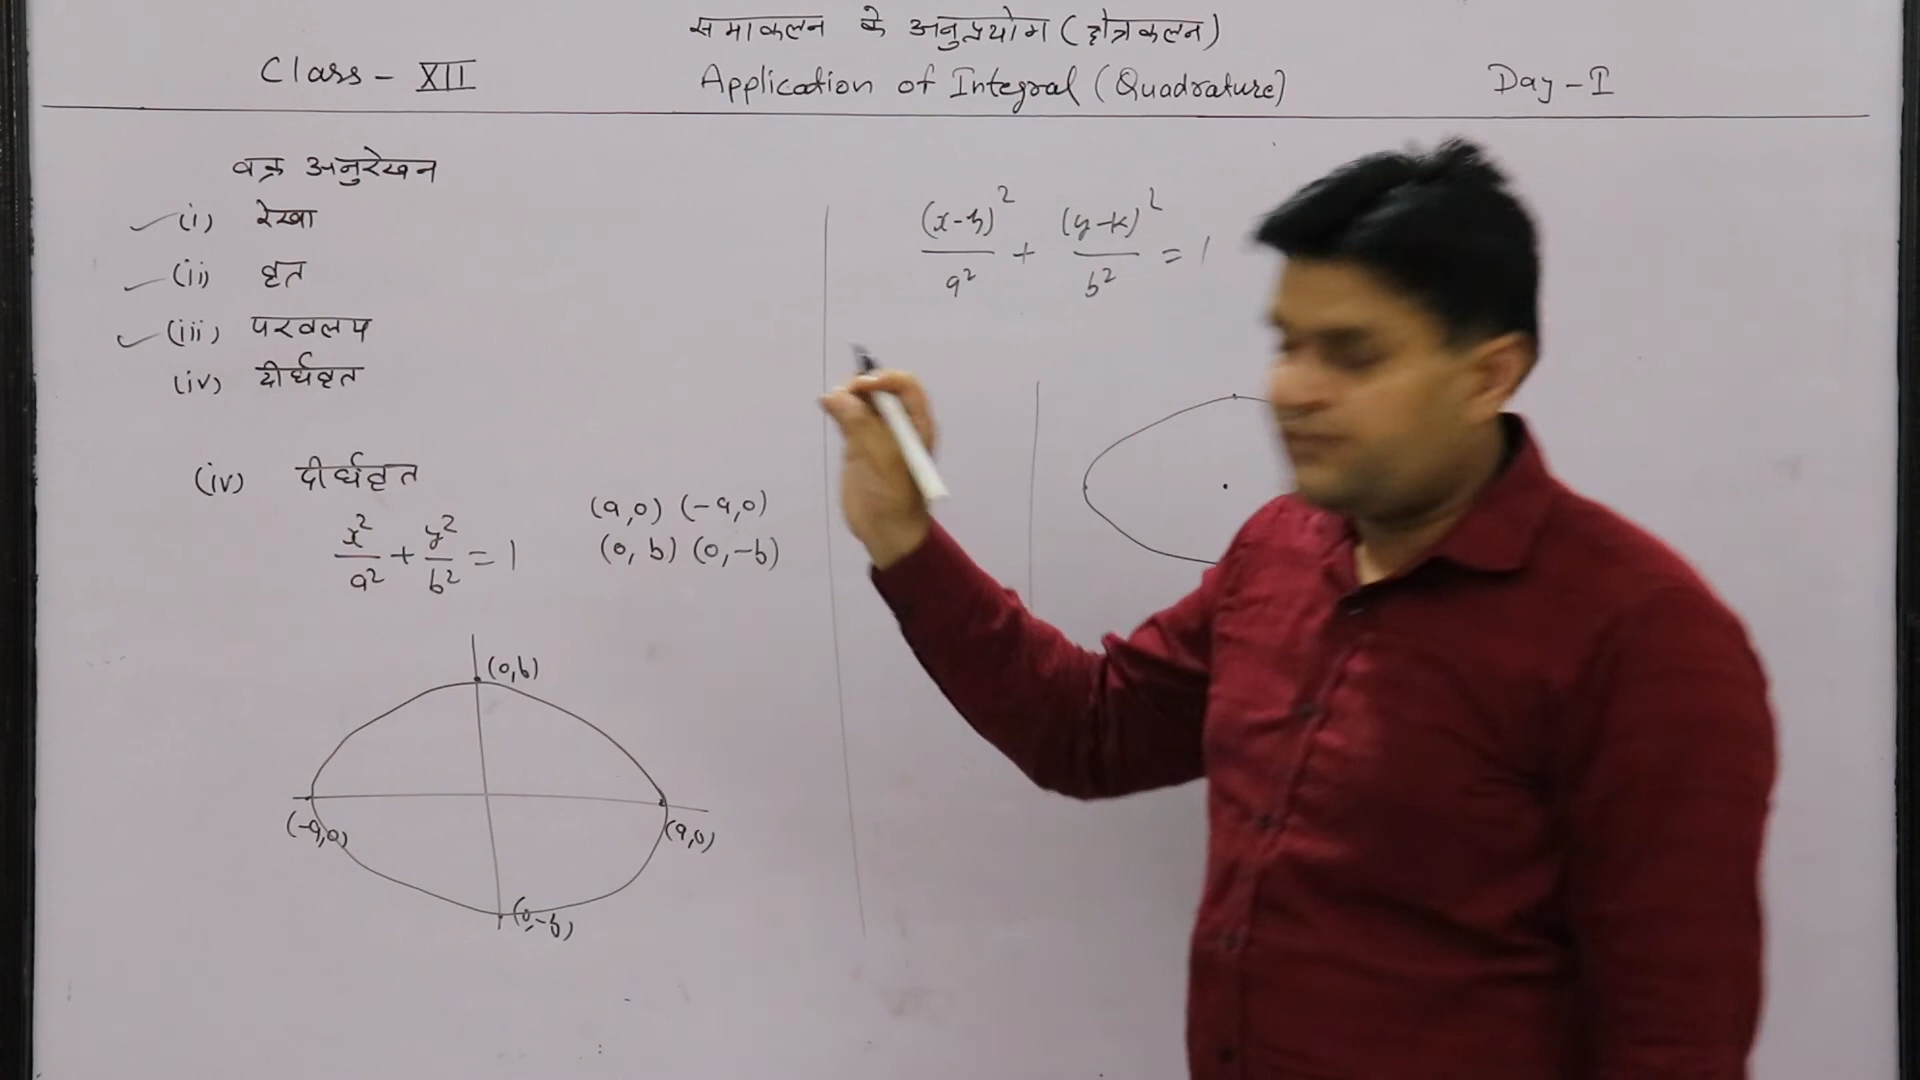 समाकलन के अनुप्रयोग (क्षेत्रकलन)
Class - XII
Application of Integral (Quadrature)
Day - I
वक्र अनुरेखन
(i) रेखा
(ii) वृत
(iii) परवलय
(iv) दीर्घवृत
(iv) दीर्घवृत
x²/a² + y²/b² = 1
(a,0) (-a,0)
(0, b) (0,-b)
(0,b)
(-a,0)
(a,0)
(0,-b)
(x-h)²/a² + (y-k)²/b² = 1